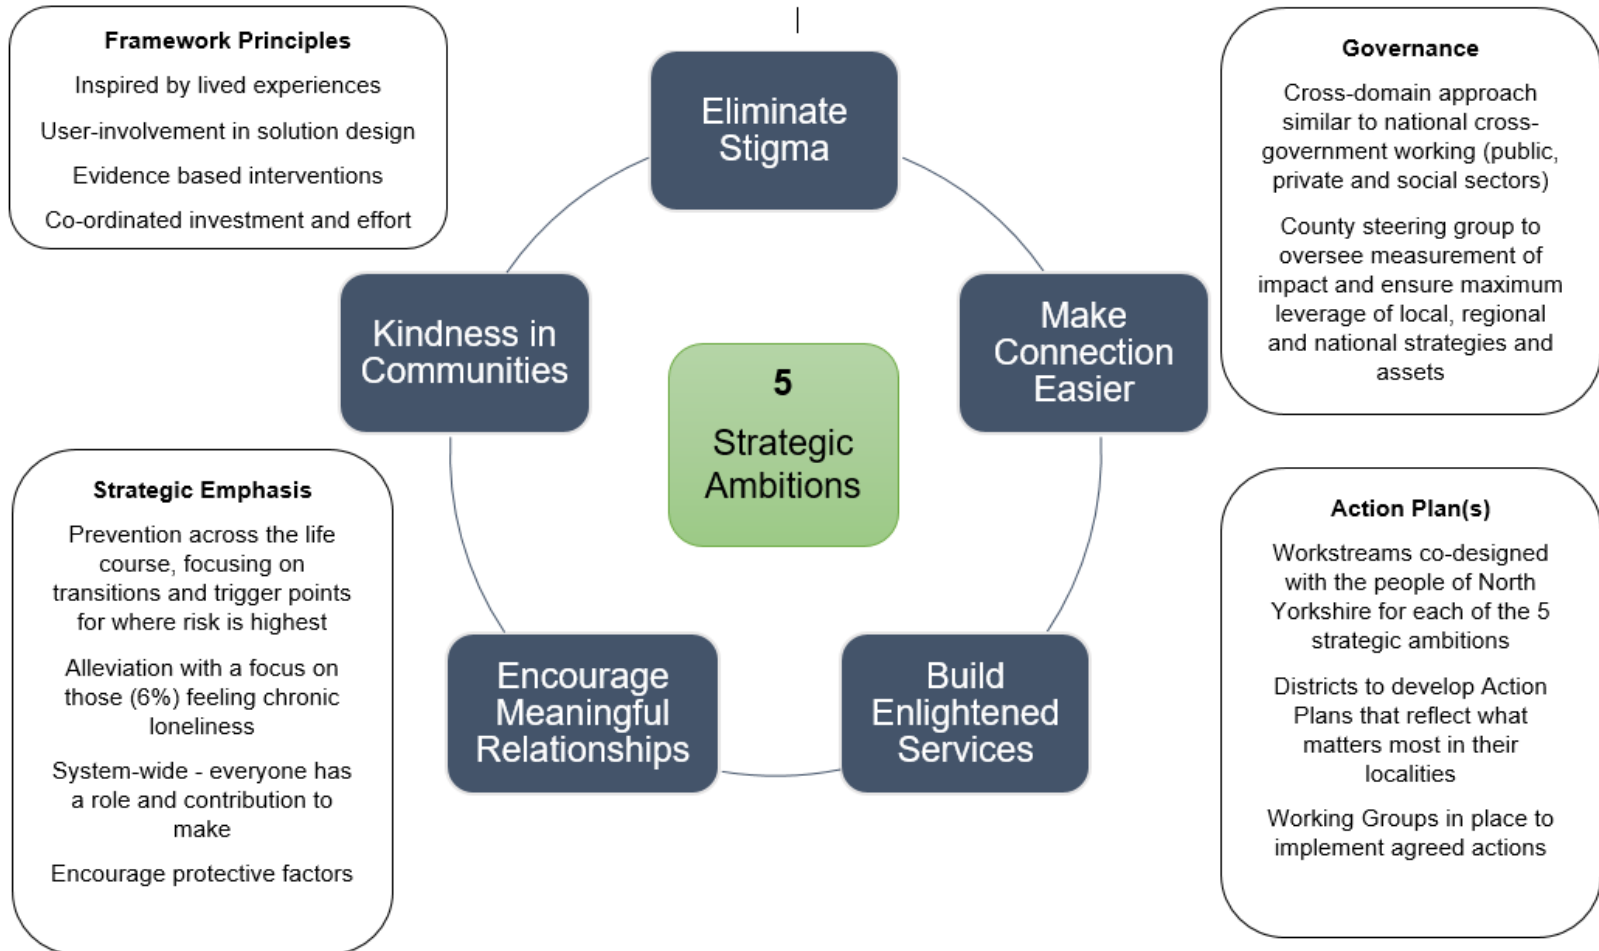 Framework Principles
Inspired by lived experiences
User-involvement in solution design
Evidence based interventions
Co-ordinated investment and effort
Eliminate
Stigma
Governance
Cross-domain approach
similar to national cross-
government working (public,
private and social sectors)
County steering group to
oversee measurement of
impact and ensure maximum
leverage of local, regional
and national strategies and
assets
Kindness in
Communities
5
Strategic
Ambitions
Make
Connection
Easier
Strategic Emphasis
Prevention across the life
course, focusing on
transitions and trigger points
for where risk is highest
Alleviation with a focus on
those (6%) feeling chronic
loneliness
System-wide - everyone has
a role and contribution to
make
Encourage protective factors
Encourage
Meaningful
Relationships
Build
Enlightened
Services
Action Plan(s)
Workstreams co-designed
with the people of North
Yorkshire for each of the 5
strategic ambitions
Districts to develop Action
Plans that reflect what
matters most in their
localities
Working Groups in place to
implement agreed actions